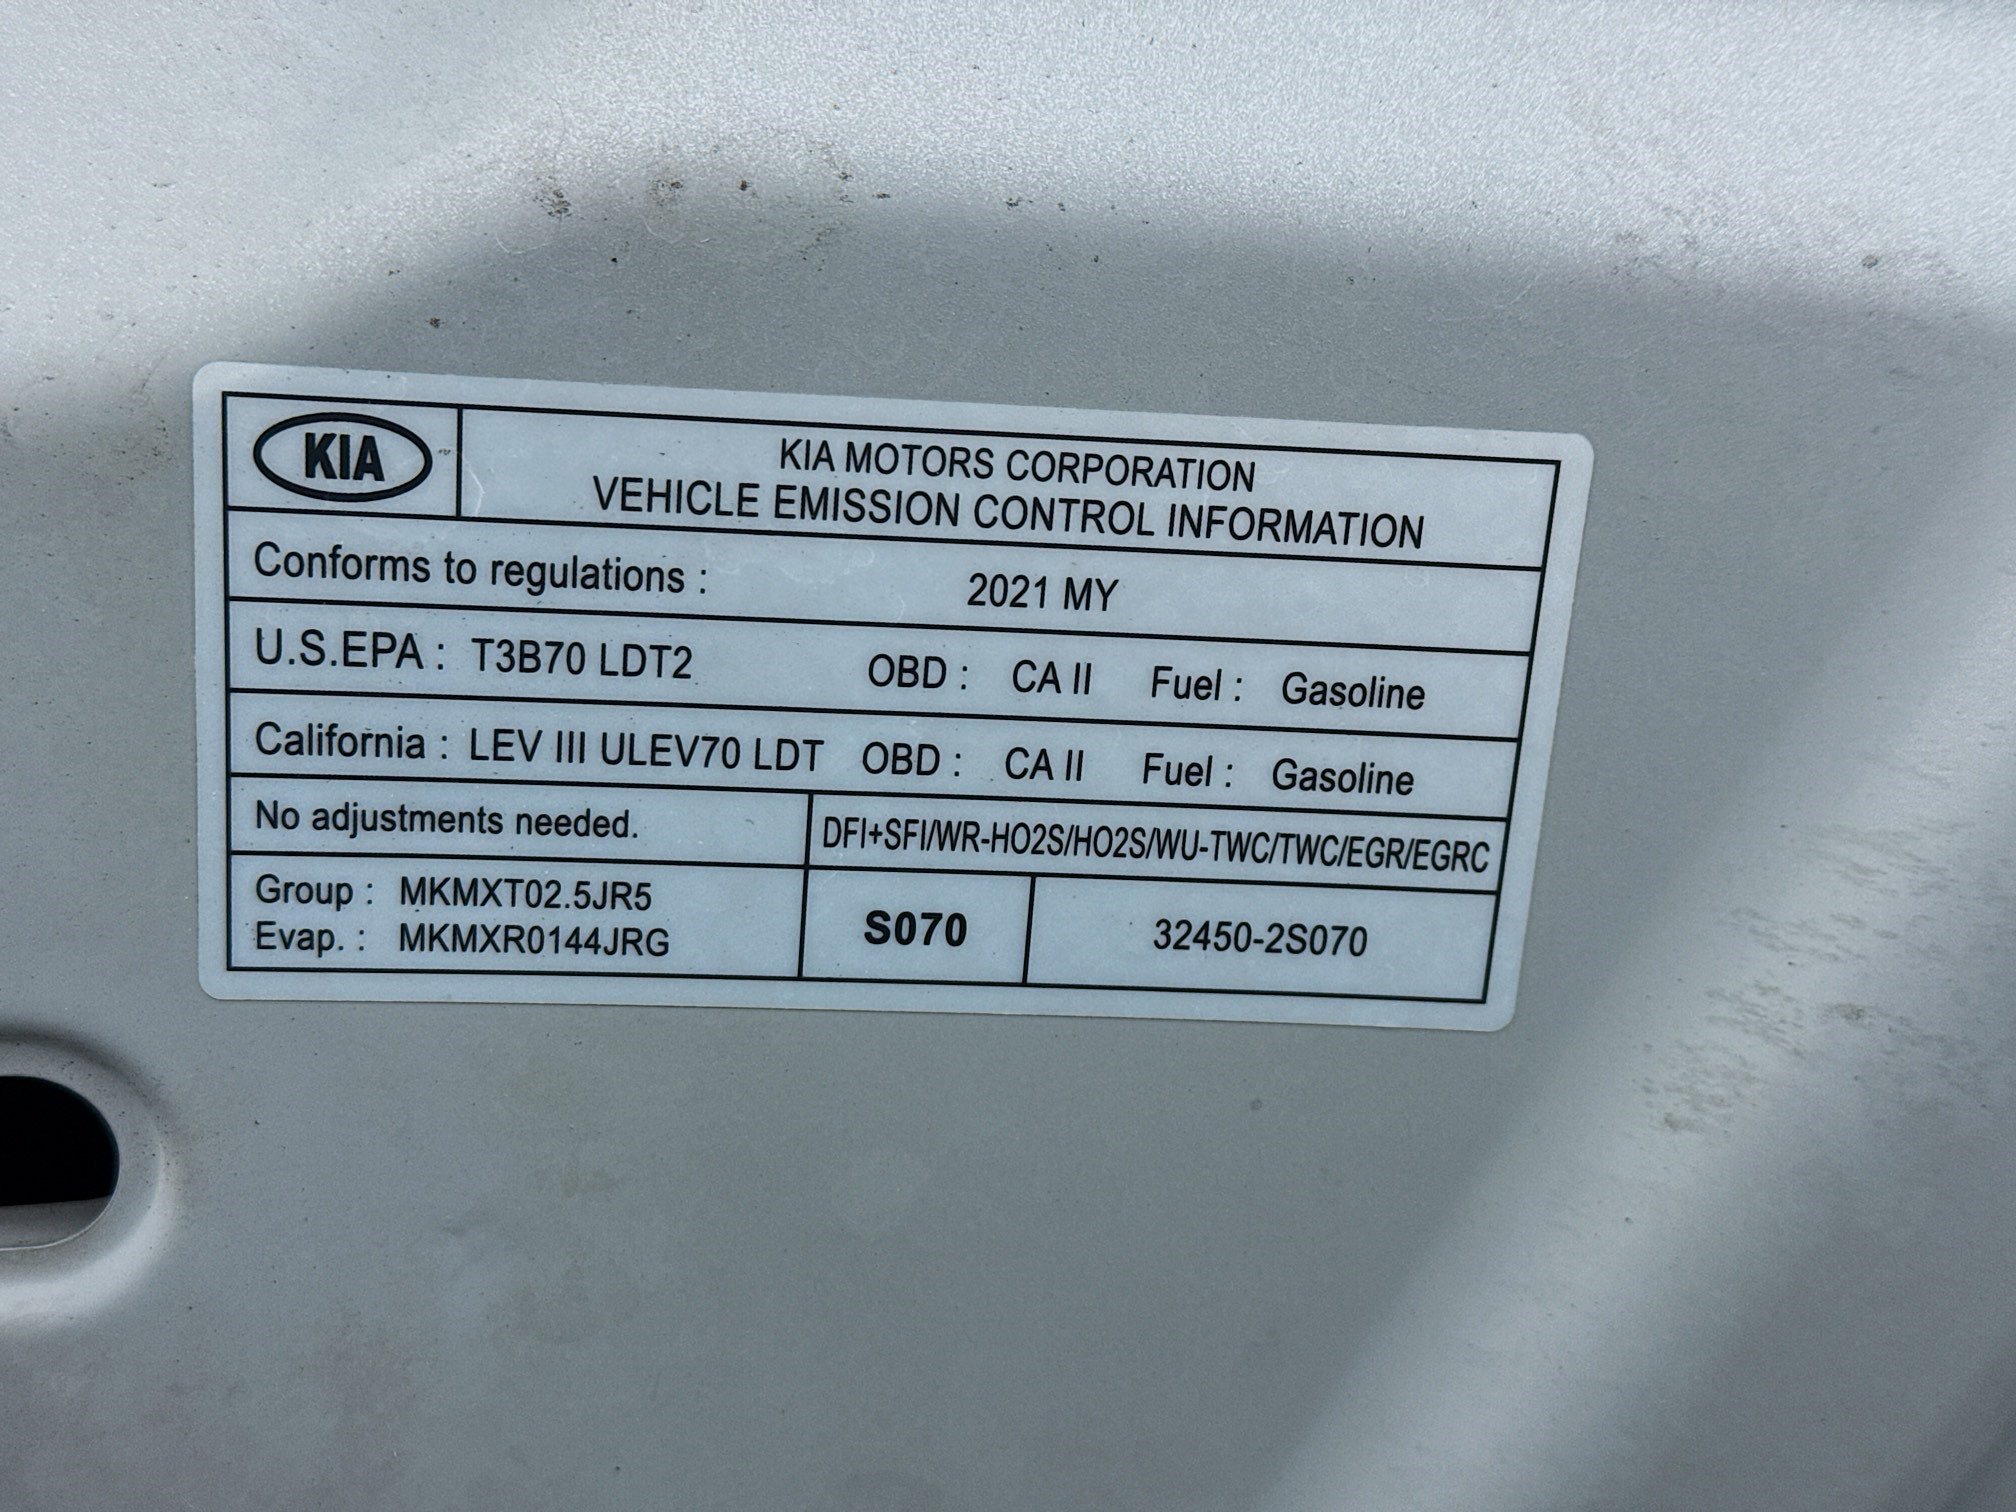 KIA
KIA MOTORS CORPORATION
VEHICLE EMISSION CONTROL INFORMATION
Conforms to regulations : 2021 MY
U.S.EPA : T3B70 LDT2 OBD : CA II Fuel : Gasoline
California : LEV III ULEV70 LDT OBD : CA II Fuel : Gasoline
No adjustments needed. DFI+SFI/WR-HO2S/HO2S/WU-TWC/TWC/EGR/EGRC
Group : MKMXT02.5JR5
Evap. : MKMXR0144JRG
S070
32450-2S070